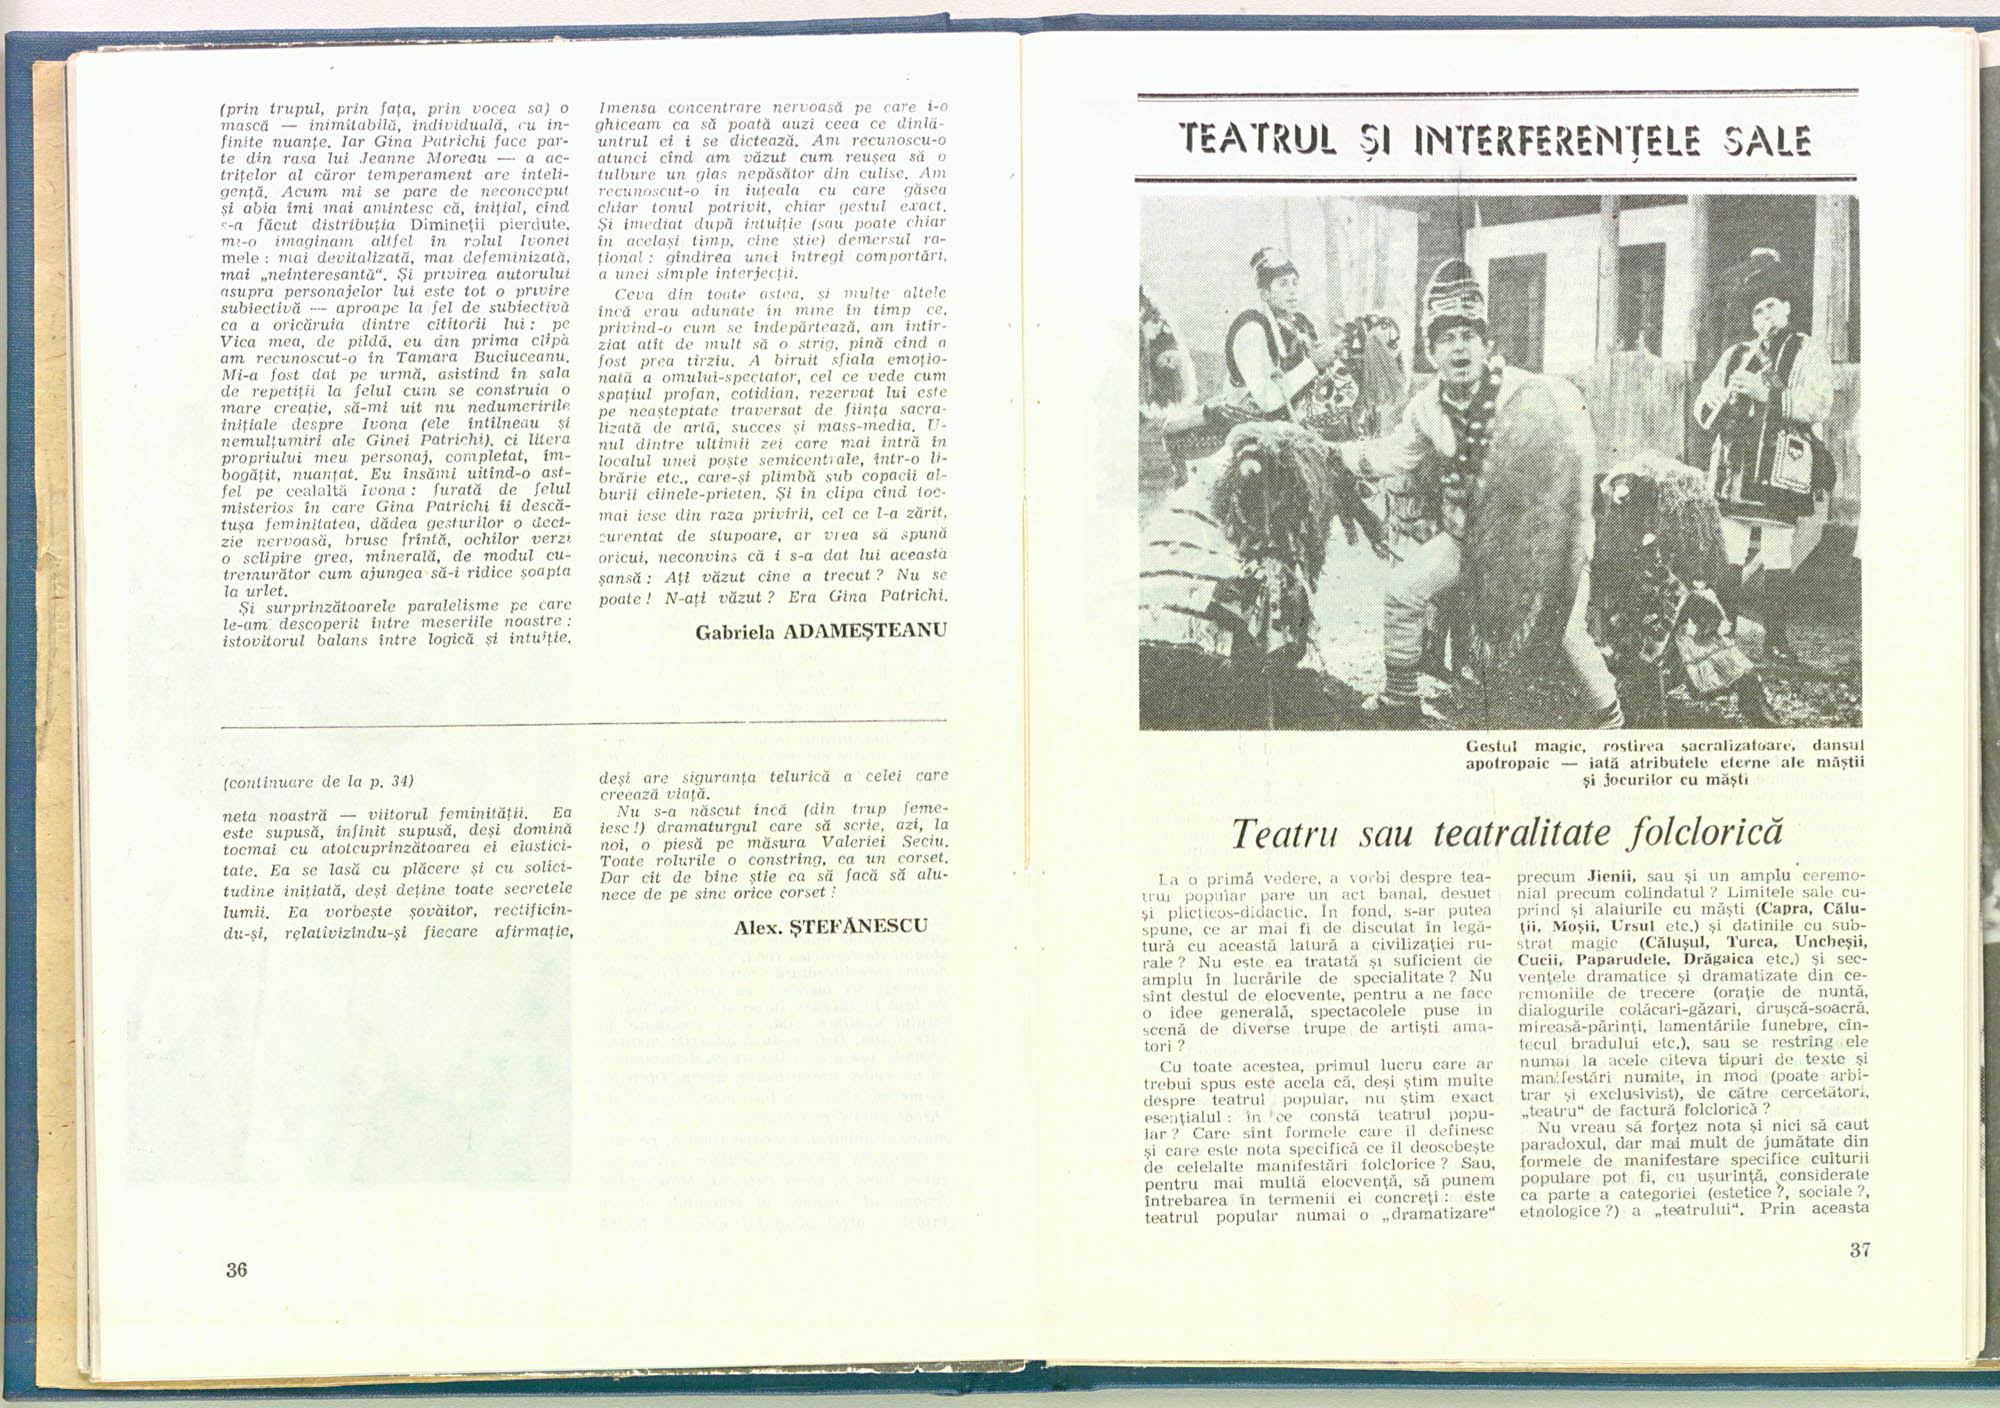 (prin trupul, prin fața, prin vocea sa) o
mască — inimitabilă, individuală, cu in-
finite nuanțe. Iar Gina Patrichi face par-
te din rasa lui Jeanne Moreau — a ac-
trițelor al căror temperament are inteli-
gență. Acum mi se pare de neconceput
și abia îmi mai amintesc că, inițial, cînd
s-a făcut distribuția Dimineții pierdute,
mi-o imaginam altfel în rolul Ivonei
mele : mai devitalizată, mai defeminizată,
mai „neinteresantă“. Și privirea autorului
asupra personajelor lui este tot o privire
subiectivă — aproape la fel de subiectivă
ca a oricăruia dintre cititorii lui : pe
Vica mea, de pildă, eu din prima clipă
am recunoscut-o în Tamara Buciuceanu.
Mi-a fost dat pe urmă, asistînd în sala
de repetiții la felul cum se construia o
mare creație, să-mi uit nu nedumeririle
inițiale despre Ivona (ele întîlneau și
nemulțumiri ale Ginei Patrichi), ci litera
propriului meu personaj, completat, îm-
bogățit, nuanțat. Eu însămi uitînd-o ast-
fel pe cealaltă Ivona : furată de felul
misterios în care Gina Patrichi îi descă-
tușa feminitatea, dădea gesturilor o deci-
zie nervoasă, brusc frîntă, ochilor verzi
o sclipire grea, minerală, de modul cu-
tremurător cum ajungea să-i ridice șoapta
la urlet.
Și surprinzătoarele paralelisme pe care
le-am descoperit între meseriile noastre :
istovitorul balans între logică și intuiție.
Imensa concentrare nervoasă pe care i-o
ghiceam ca să poată auzi ceea ce dinlă-
untrul ei i se dictează. Am recunoscu-o
atunci cînd am văzut cum reușea să o
tulbure un glas nepăsător din culise. Am
recunoscut-o în iuțeala cu care găsea
chiar tonul potrivit, chiar gestul exact.
Și imediat după intuiție (sau poate chiar
în același timp, cine știe) demersul ra-
țional : gîndirea unei întregi comportări,
a unei simple interjecții.
Ceva din toate astea, și multe altele
încă erau adunate în mine în timp ce,
privind-o cum se îndepărtează, am întîr-
ziat atît de mult să o strig, pînă cînd a
fost prea tîrziu. A biruit sfiala emoțio-
nată a omului-spectator, cel ce vede cum
spațiul profan, cotidian, rezervat lui este
pe neașteptate traversat de ființa sacra-
lizată de artă, succes și mass-media. U-
nul dintre ultimii zei care mai intră în
localul unei poște semicentrale, într-o li-
brărie etc., care-și plimbă sub copacii al-
burii cîinele-prieten. Și în clipa cînd toc-
mai iese din raza privirii, cel ce l-a zărit,
curentat de stupoare, ar vrea să spună
oricui, neconvins că i s-a dat lui această
șansă : Ați văzut cine a trecut ? Nu se
poate ! N-ați văzut ? Era Gina Patrichi.
Gabriela ADAMEȘTEANU
(continuare de la p. 34)
neta noastră — viitorul feminității. Ea
este supusă, infinit supusă, deși domină
tocmai cu atotcuprinzătoarea ei elastici-
tate. Ea se lasă cu plăcere și cu solici-
tudine inițiată, deși deține toate secretele
lumii. Ea vorbește șovăitor, rectificîn-
du-și, relativizîndu-și fiecare afirmație,
deși are siguranța telurică a celei care
creează viață.
Nu s-a născut încă (din trup feme-
iesc !) dramaturgul care să scrie, azi, la
noi, o piesă pe măsura Valeriei Seciu.
Toate rolurile o constrîng, ca un corset.
Dar cît de bine știe ca să facă să alu-
nece de pe sine orice corset !
Alex. ȘTEFĂNESCU
36
TEATRUL ȘI INTERFERENȚELE SALE
Gestul magic, rostirea sacralizatoare, dansul
apotropaic — iată atributele eterne ale măștii
și jocurilor cu măști
Teatru sau teatralitate folclorică
La o primă vedere, a vorbi despre tea-
trul popular pare un act banal, desuet
și plicticos-didactic. În fond, s-ar putea
spune, ce ar mai fi de discutat în legă-
tură cu această latură a civilizației ru-
rale ? Nu este ea tratată și suficient de
amplu în lucrările de specialitate ? Nu
sînt destul de elocvente, pentru a ne face
o idee generală, spectacolele puse în
scenă de diverse trupe de artiști ama-
tori ?
Cu toate acestea, primul lucru care ar
trebui spus este acela că, deși știm multe
despre teatrul popular, nu știm exact
esențialul : în ce constă teatrul popu-
lar ? Care sînt formele care îl definesc
și care este nota specifică ce îl deosebește
de celelalte manifestări folclorice ? Sau,
pentru mai multă elocvență, să punem
întrebarea în termenii ei concreți : este
teatrul popular numai o „dramatizare“
precum Jienii, sau și un amplu ceremo-
nial precum colindatul ? Limitele sale cu-
prind și alaiurile cu măști (Capra, Călu-
ții, Moșii, Ursul etc.) și datinile cu sub-
strat magic (Călușul, Turca, Uncheșii,
Cucii, Paparudele, Drăgaica etc.) și sec-
vențele dramatice și dramatizate din ce-
remoniile de trecere (orație de nuntă,
dialogurile colăcari-găzari, drușcă-soacră,
mireasă-părinți, lamentările funebre, cîn-
tecul bradului etc.), sau se restrîng ele
numai la acele cîteva tipuri de texte și
manifestări numite, în mod (poate arbi-
trar și exclusivist), de către cercetători,
„teatru“ de factură folclorică ?
Nu vreau să forțez nota și nici să caut
paradoxul, dar mai mult de jumătate din
formele de manifestare specifice culturii
populare pot fi, cu ușurință, considerate
ca parte a categoriei (estetice ?, sociale ?,
etnologice ?) a „teatrului“. Prin aceasta
37